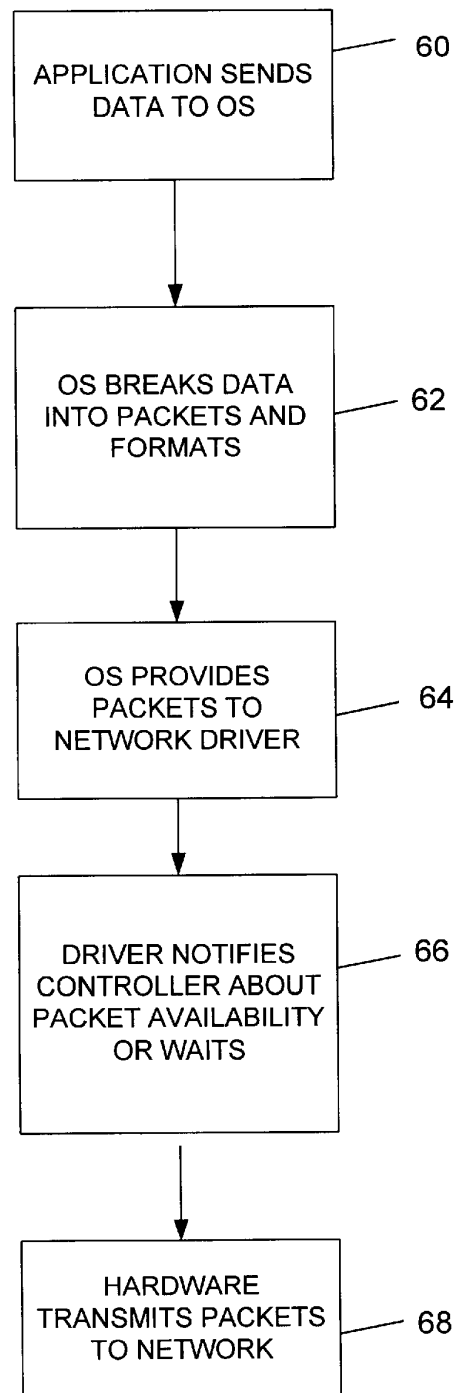 APPLICATION SENDS
DATA TO OS
60
OS BREAKS DATA
INTO PACKETS AND
FORMATS
62
OS PROVIDES
PACKETS TO
NETWORK DRIVER
64
DRIVER NOTIFIES
CONTROLLER ABOUT
PACKET AVAILABILITY
OR WAITS
66
HARDWARE
TRANSMITS PACKETS
TO NETWORK
68